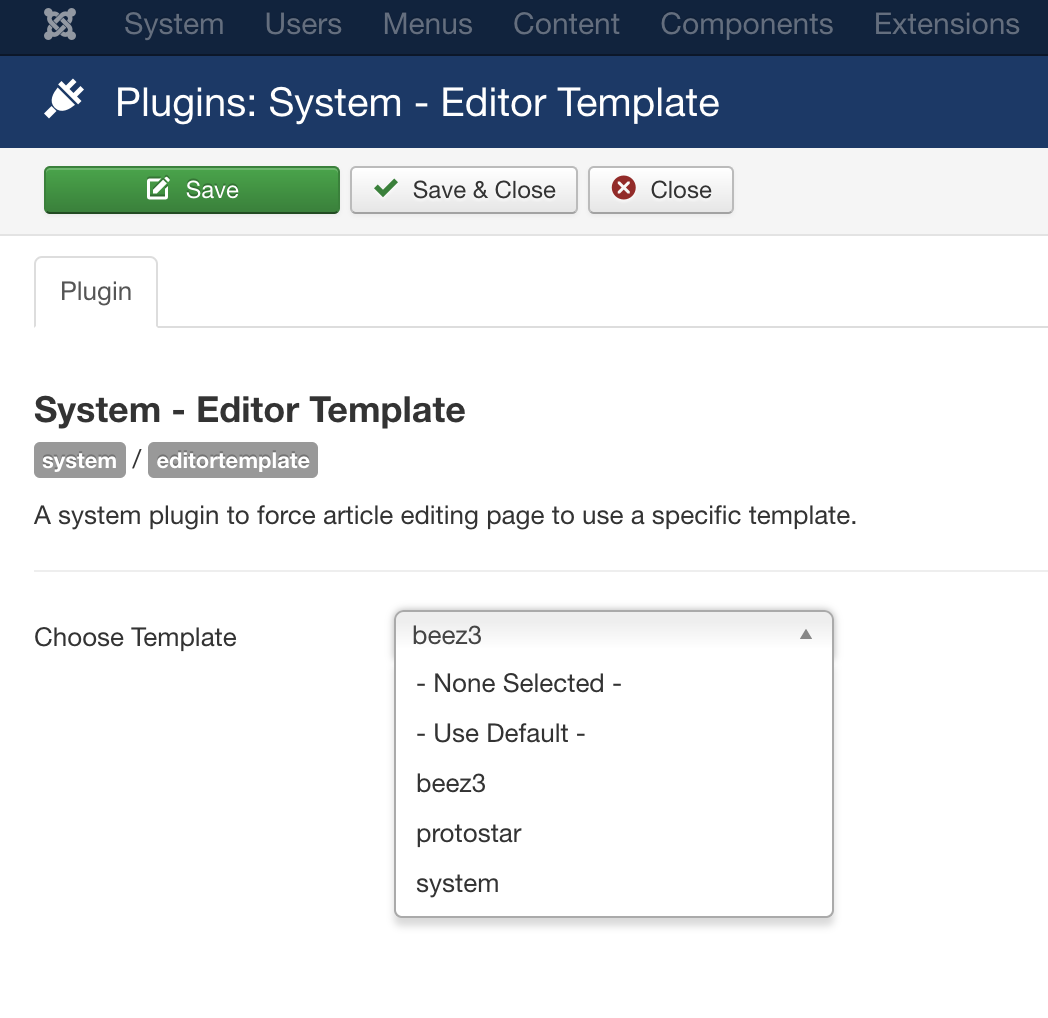 System Users Menus Content Components Extensions
Plugins: System - Editor Template
Save Save & Close Close
Plugin
System - Editor Template
system / editortemplate
A system plugin to force article editing page to use a specific template.
Choose Template beez3
- None Selected -
- Use Default -
beez3
protostar
system